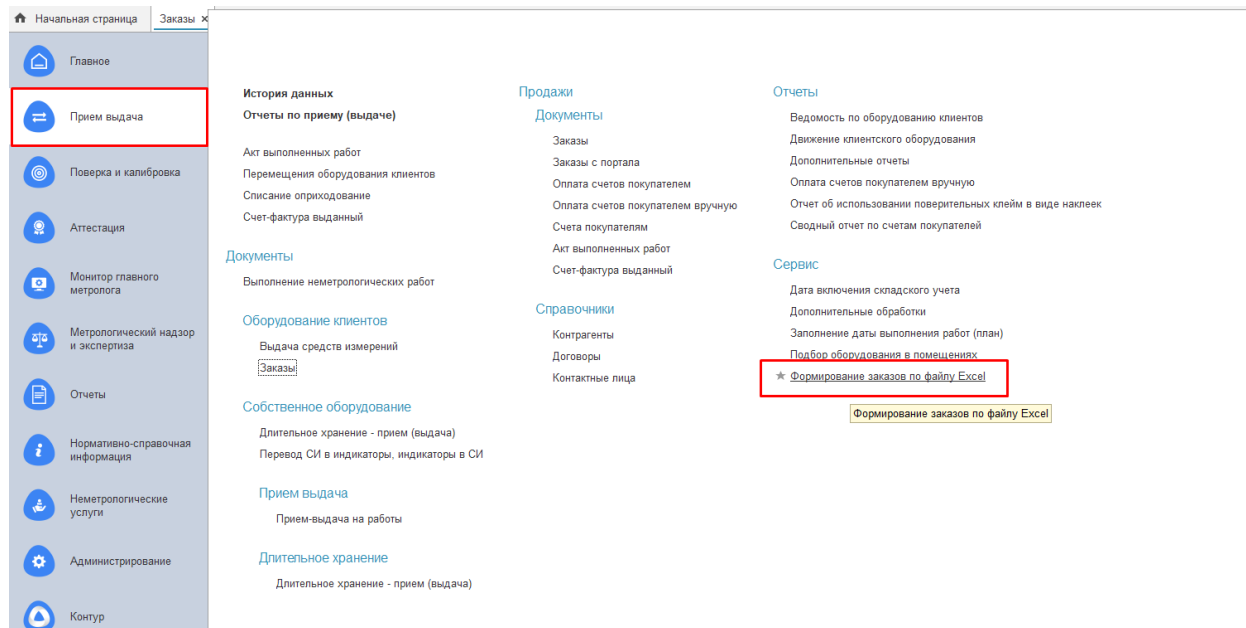 Начальная страница
Заказы ×
Главное
Прием выдача
Поверка и калибровка
Аттестация
Монитор главного
метролога
Метрологический надзор
и экспертиза
Отчеты
Нормативно-справочная
информация
Неметрологические
услуги
Администрирование
Контур
История данных
Отчеты по приему (выдаче)
Акт выполненных работ
Перемещения оборудования клиентов
Списание оприходование
Счет-фактура выданный
Документы
Выполнение неметрологических работ
Оборудование клиентов
Выдача средств измерений
Заказы
Собственное оборудование
Длительное хранение - прием (выдача)
Перевод СИ в индикаторы, индикаторы в СИ
Прием выдача
Прием-выдача на работы
Длительное хранение
Длительное хранение - прием (выдача)
Продажи
Документы
Заказы
Заказы с портала
Оплата счетов покупателем
Оплата счетов покупателем вручную
Счета покупателям
Акт выполненных работ
Счет-фактура выданный
Справочники
Контрагенты
Договоры
Контактные лица
Отчеты
Ведомость по оборудованию клиентов
Движение клиентского оборудования
Дополнительные отчеты
Оплата счетов покупателем вручную
Отчет об использовании поверительных клейм в виде наклеек
Сводный отчет по счетам покупателей
Сервис
Дата включения складского учета
Дополнительные обработки
Заполнение даты выполнения работ (план)
Подбор оборудования в помещениях
Формирование заказов по файлу Excel
Формирование заказов по файлу Excel